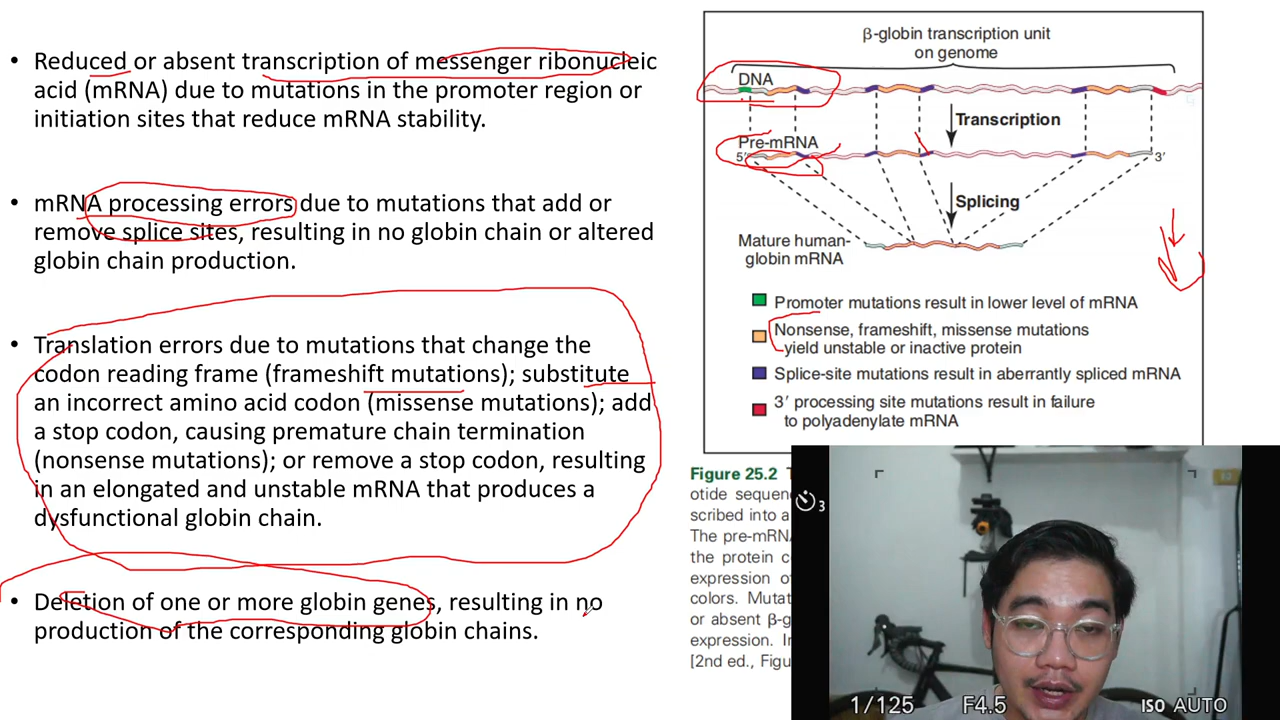 • Reduced or absent transcription of messenger ribonucleic
acid (mRNA) due to mutations in the promoter region or
initiation sites that reduce mRNA stability.
• mRNA processing errors due to mutations that add or
remove splice sites, resulting in no globin chain or altered
globin chain production.
• Translation errors due to mutations that change the
codon reading frame (frameshift mutations); substitute
an incorrect amino acid codon (missense mutations); add
a stop codon, causing premature chain termination
(nonsense mutations); or remove a stop codon, resulting
in an elongated and unstable mRNA that produces a
dysfunctional globin chain.
• Deletion of one or more globin genes, resulting in no
production of the corresponding globin chains.
β-globin transcription unit
on genome
DNA
Transcription
Pre-mRNA
5′
3′
Splicing
Mature human-
globin mRNA
Promoter mutations result in lower level of mRNA
Nonsense, frameshift, missense mutations
yield unstable or inactive protein
Splice-site mutations result in aberrantly spliced mRNA
3′ processing site mutations result in failure
to polyadenylate mRNA
Figure 25.2
otide sequen
scribed into a
The pre-mRN
the protein c
expression o
colors. Mutat
or absent β-g
expression. In
[2nd ed., Figu
3
1/125 F4.5 ISO AUTO